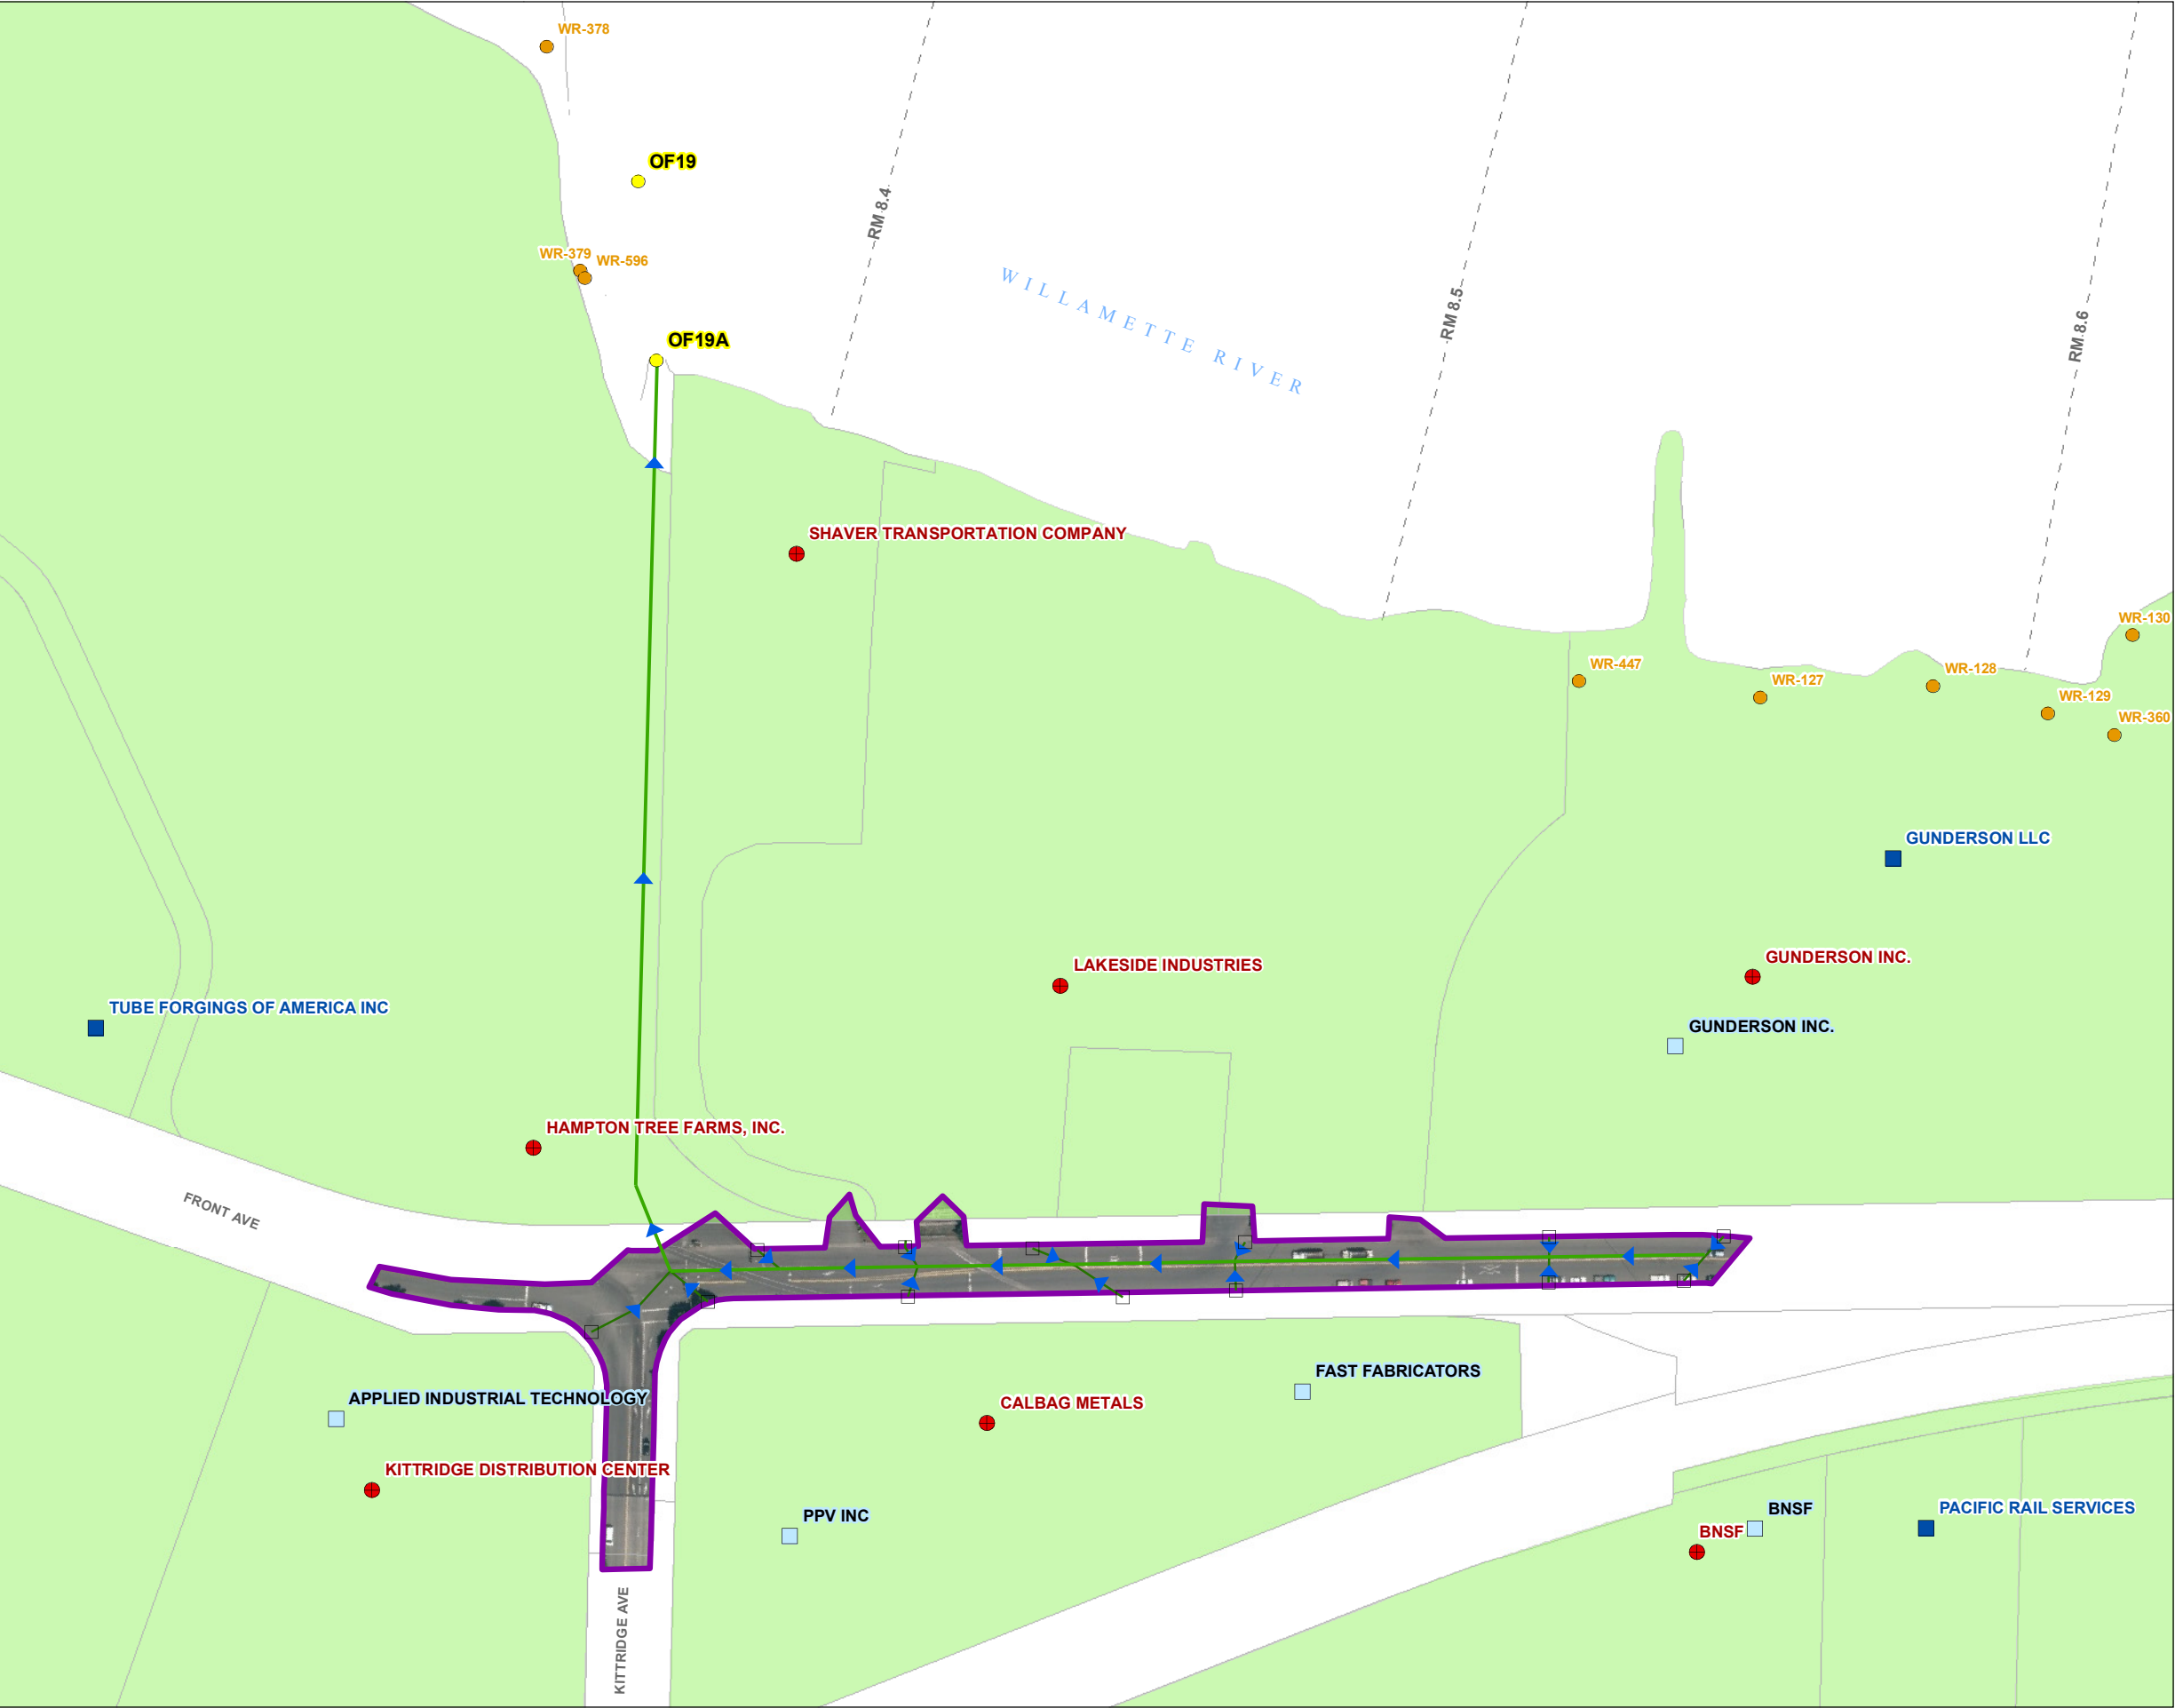 WR-378
OF19
RM 8.4
WR-379
WR-596
WILLAMETTE RIVER
RM 8.5
RM 8.6
OF19A
SHAVER TRANSPORTATION COMPANY
WR-130
WR-447
WR-128
WR-127
WR-129
WR-360
GUNDERSON LLC
GUNDERSON INC.
LAKESIDE INDUSTRIES
TUBE FORGINGS OF AMERICA INC
GUNDERSON INC.
HAMPTON TREE FARMS, INC.
FRONT AVE
FAST FABRICATORS
APPLIED INDUSTRIAL TECHNOLOGY
CALBAG METALS
KITTRIDGE DISTRIBUTION CENTER
PPV INC
BNSF
PACIFIC RAIL SERVICES
BNSF
KITTRIDGE AVE